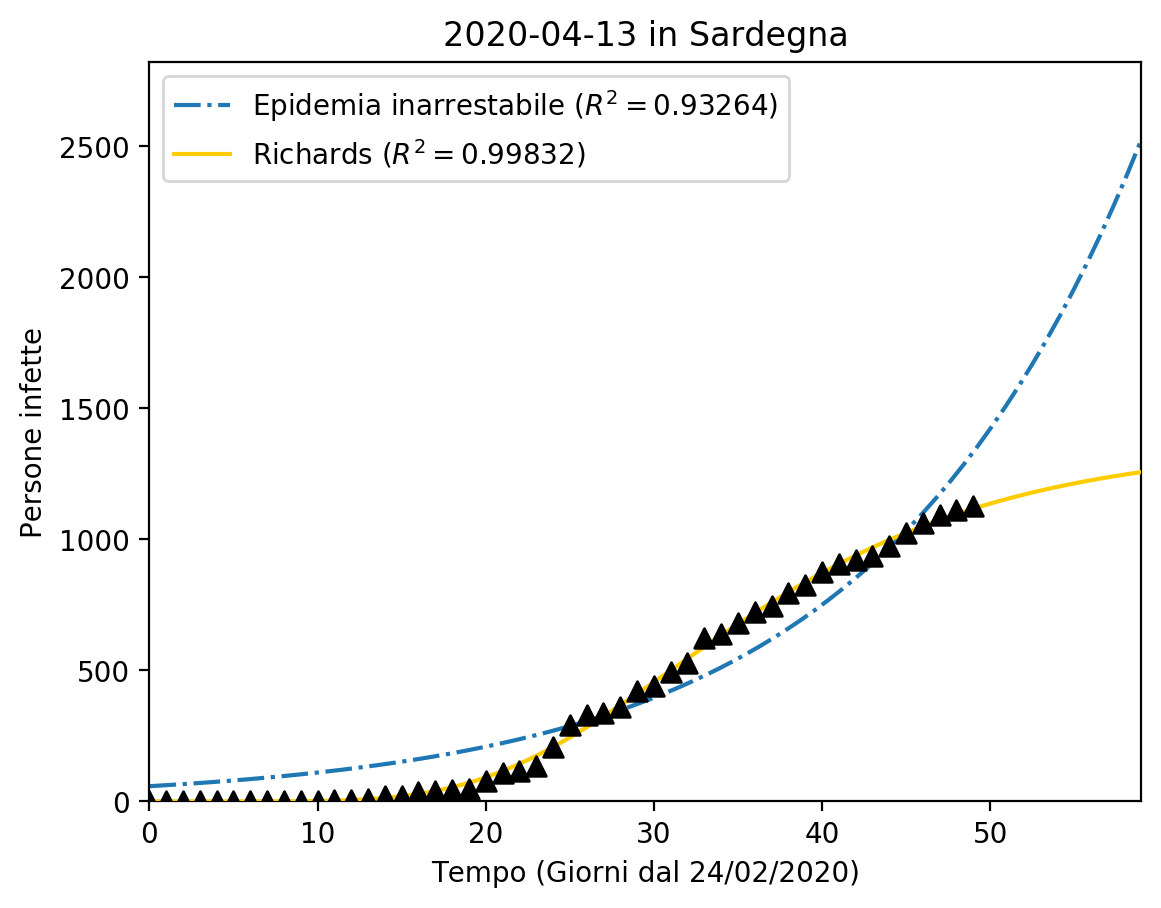 2020-04-13 in Sardegna
Epidemia inarrestabile (R² = 0.93264)
Richards (R² = 0.99832)
2500
2000
1500
1000
500
0
Persone infette
0 10 20 30 40 50
Tempo (Giorni dal 24/02/2020)